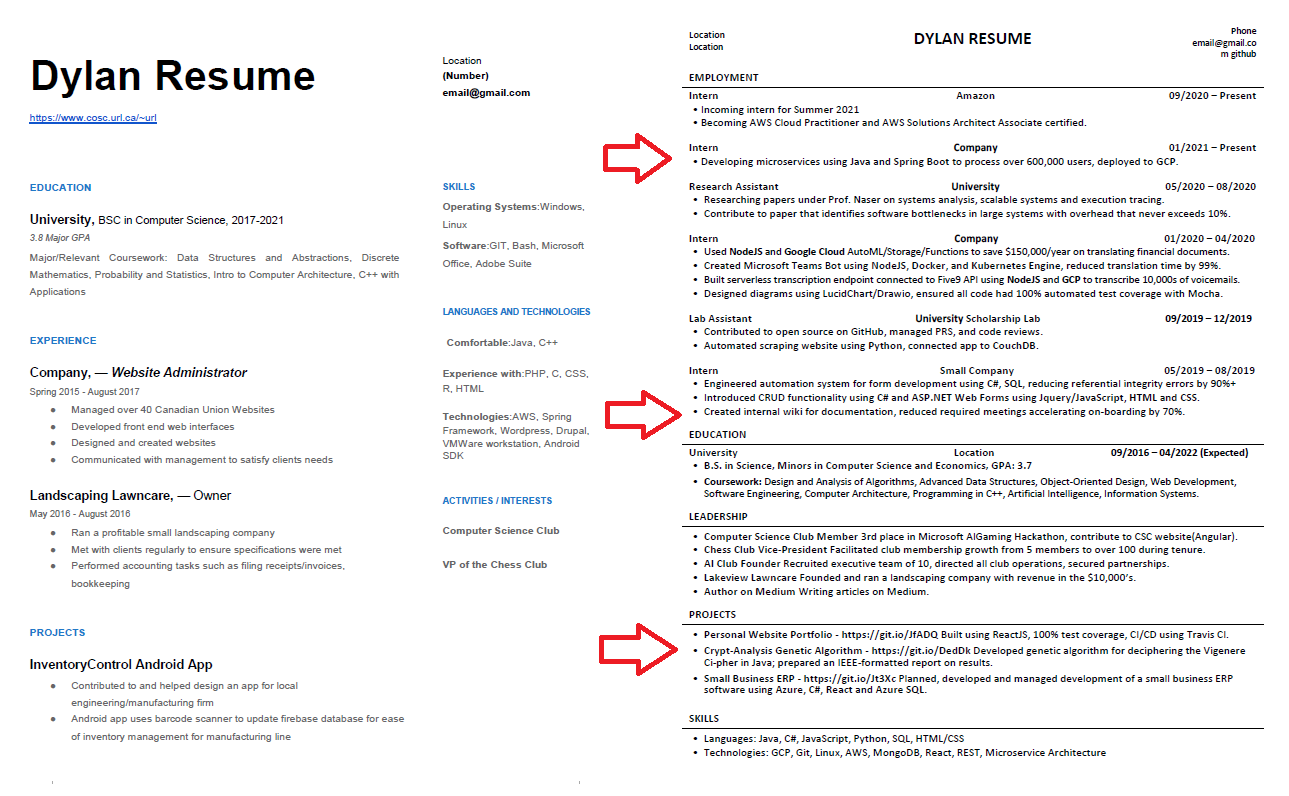 Dylan Resume
https://www.cosc.url.ca/~url
Location
(Number)
email@gmail.com
EDUCATION
University, BSC in Computer Science, 2017-2021
3.8 Major GPA
Major/Relevant Coursework: Data Structures and Abstractions, Discrete
Mathematics, Probability and Statistics, Intro to Computer Architecture, C++ with
Applications
EXPERIENCE
Company, — Website Administrator
Spring 2015 - August 2017
● Managed over 40 Canadian Union Websites
● Developed front end web interfaces
● Designed and created websites
● Communicated with management to satisfy clients needs
Landscaping Lawncare, — Owner
May 2016 - August 2016
● Ran a profitable small landscaping company
● Met with clients regularly to ensure specifications were met
● Performed accounting tasks such as filing receipts/invoices,
bookkeeping
PROJECTS
InventoryControl Android App
● Contributed to and helped design an app for local
engineering/manufacturing firm
● Android app uses barcode scanner to update firebase database for ease
of inventory management for manufacturing line
SKILLS
Operating Systems:Windows,
Linux
Software:GIT, Bash, Microsoft
Office, Adobe Suite
LANGUAGES AND TECHNOLOGIES
Comfortable:Java, C++
Experience with:PHP, C, CSS,
R, HTML
Technologies:AWS, Spring
Framework, Wordpress, Drupal,
VMWare workstation, Android
SDK
ACTIVITIES / INTERESTS
Computer Science Club
VP of the Chess Club
Location
Location
DYLAN RESUME
Phone
email@gmail.co
m github
EMPLOYMENT
Intern Amazon 09/2020 – Present
• Incoming intern for Summer 2021
• Becoming AWS Cloud Practitioner and AWS Solutions Architect Associate certified.
Intern Company 01/2021 – Present
• Developing microservices using Java and Spring Boot to process over 600,000 users, deployed to GCP.
Research Assistant University 05/2020 – 08/2020
• Researching papers under Prof. Naser on systems analysis, scalable systems and execution tracing.
• Contribute to paper that identifies software bottlenecks in large systems with overhead that never exceeds 10%.
Intern Company 01/2020 – 04/2020
• Used NodeJS and Google Cloud AutoML/Storage/Functions to save $150,000/year on translating financial documents.
• Created Microsoft Teams Bot using NodeJS, Docker, and Kubernetes Engine, reduced translation time by 99%.
• Built serverless transcription endpoint connected to Five9 API using NodeJS and GCP to transcribe 10,000s of voicemails.
• Designed diagrams using LucidChart/Drawio, ensured all code had 100% automated test coverage with Mocha.
Lab Assistant University Scholarship Lab 09/2019 – 12/2019
• Contributed to open source on GitHub, managed PRS, and code reviews.
• Automated scraping website using Python, connected app to CouchDB.
Intern Small Company 05/2019 – 08/2019
• Engineered automation system for form development using C#, SQL, reducing referential integrity errors by 90%+
• Introduced CRUD functionality using C# and ASP.NET Web Forms using Jquery/JavaScript, HTML and CSS.
• Created internal wiki for documentation, reduced required meetings accelerating on-boarding by 70%.
EDUCATION
University Location 09/2016 – 04/2022 (Expected)
• B.S. in Science, Minors in Computer Science and Economics, GPA: 3.7
• Coursework: Design and Analysis of Algorithms, Advanced Data Structures, Object-Oriented Design, Web Development,
Software Engineering, Computer Architecture, Programming in C++, Artificial Intelligence, Information Systems.
LEADERSHIP
• Computer Science Club Member 3rd place in Microsoft AIGaming Hackathon, contribute to CSC website(Angular).
• Chess Club Vice-President Facilitated club membership growth from 5 members to over 100 during tenure.
• AI Club Founder Recruited executive team of 10, directed all club operations, secured partnerships.
• Lakeview Lawncare Founded and ran a landscaping company with revenue in the $10,000’s.
• Author on Medium Writing articles on Medium.
PROJECTS
• Personal Website Portfolio - https://git.io/JfADQ Built using ReactJS, 100% test coverage, CI/CD using Travis CI.
• Crypt-Analysis Genetic Algorithm - https://git.io/DedDk Developed genetic algorithm for deciphering the Vigenere
Ci-pher in Java; prepared an IEEE-formatted report on results.
• Small Business ERP - https://git.io/Jt3Xc Planned, developed and managed development of a small business ERP
software using Azure, C#, React and Azure SQL.
SKILLS
• Languages: Java, C#, JavaScript, Python, SQL, HTML/CSS
• Technologies: GCP, Git, Linux, AWS, MongoDB, React, REST, Microservice Architecture